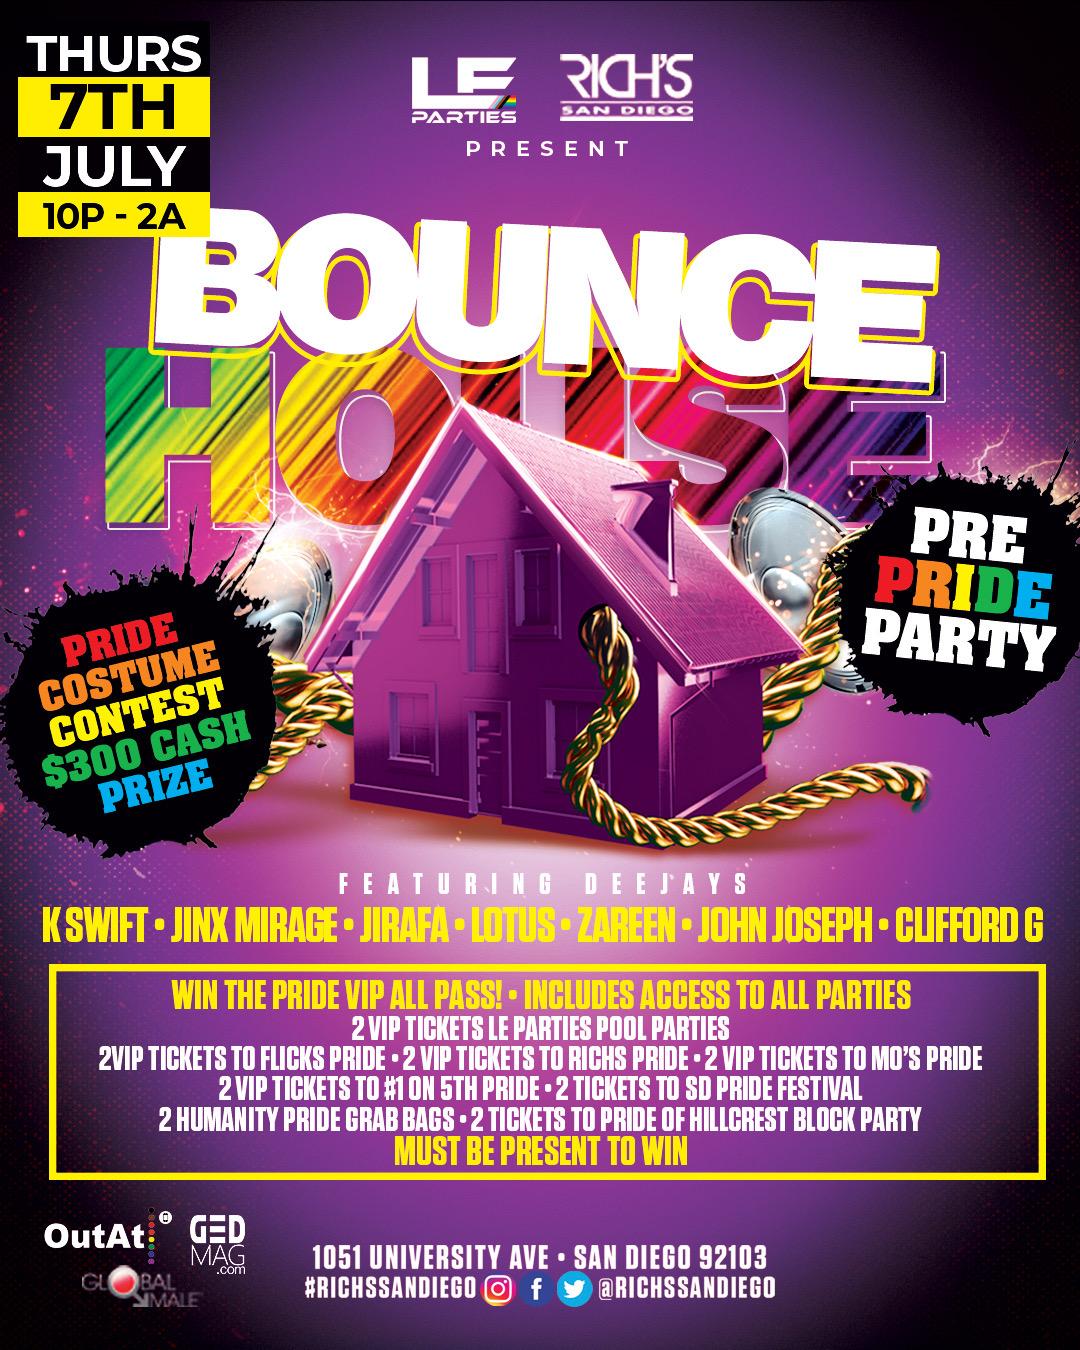 THURS
7TH
JULY
10P - 2A
LE
PARTIES
RICH'S
SAN DIEGO
PRESENT
BOUNCE
HOUSE
PRE
PRIDE
PARTY
PRIDE
COSTUME
CONTEST
$300 CASH
PRIZE
FEATURING DEEJAYS
K SWIFT • JINX MIRAGE • JIRAFA • LOTUS • ZAREEN • JOHN JOSEPH • CLIFFORD G
WIN THE PRIDE VIP ALL PASS! • INCLUDES ACCESS TO ALL PARTIES
2 VIP TICKETS LE PARTIES POOL PARTIES
2VIP TICKETS TO FLICKS PRIDE • 2 VIP TICKETS TO RICHS PRIDE • 2 VIP TICKETS TO MO'S PRIDE
2 VIP TICKETS TO #1 ON 5TH PRIDE • 2 TICKETS TO SD PRIDE FESTIVAL
2 HUMANITY PRIDE GRAB BAGS • 2 TICKETS TO PRIDE OF HILLCREST BLOCK PARTY
MUST BE PRESENT TO WIN
OutAt
GED
MAG
.com
GLOBAL
MALE
1051 UNIVERSITY AVE • SAN DIEGO 92103
#RICHSSANDIEGO @RICHSSANDIEGO